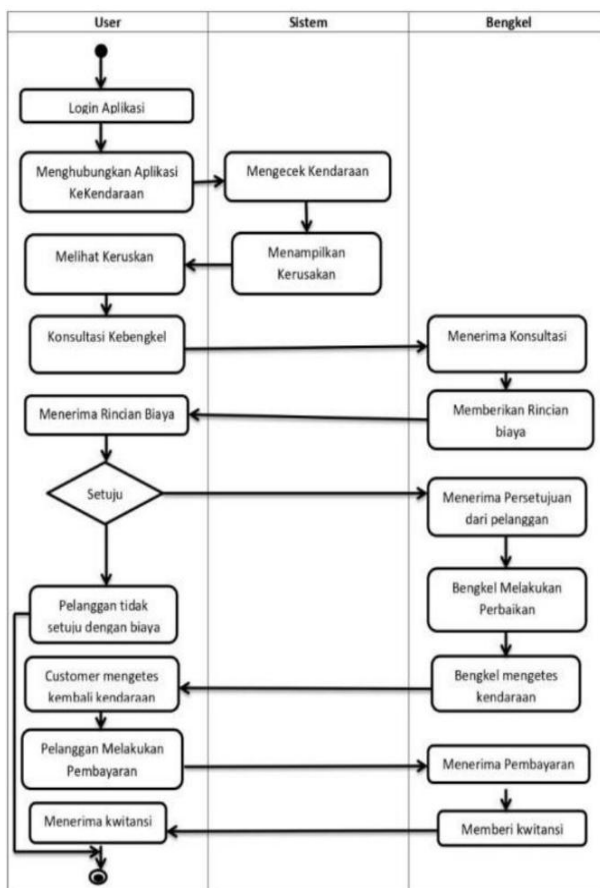 User
Sistem
Bengkel
Login Aplikasi
Menghubungkan Aplikasi
KeKendaraan
Mengecek Kendaraan
Menampilkan
Kerusakan
Melihat Keruskan
Konsultasi Kebengkel
Menerima Konsultasi
Memberikan Rincian
biaya
Menerima Rincian Biaya
Setuju
Menerima Persetujuan
dari pelanggan
Bengkel Melakukan
Perbaikan
Pelanggan tidak
setuju dengan biaya
Bengkel mengetes
kendaraan
Customer mengetes
kembali kendaraan
Pelanggan Melakukan
Pembayaran
Menerima Pembayaran
Memberi kwitansi
Menerima kwitansi